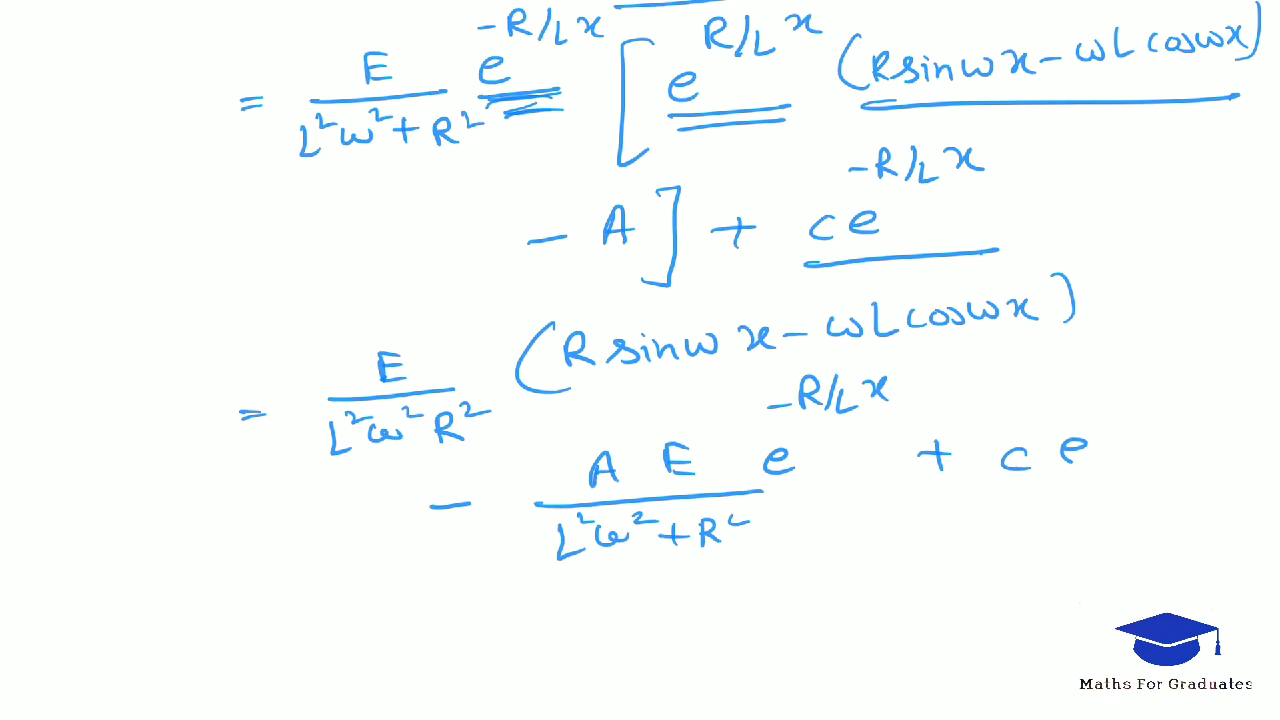 = E/(L²ω²+R²) e^(-R/L x) [ e^(R/L x) (R sin ωx - ωL cos ωx)
- A ] + c e^(-R/L x)
= E/(L²ω² R²) (R sin ωx - ωL cos ωx)
- A E/(L²ω²+R²) e^(-R/L x) + c e
Maths For Graduates